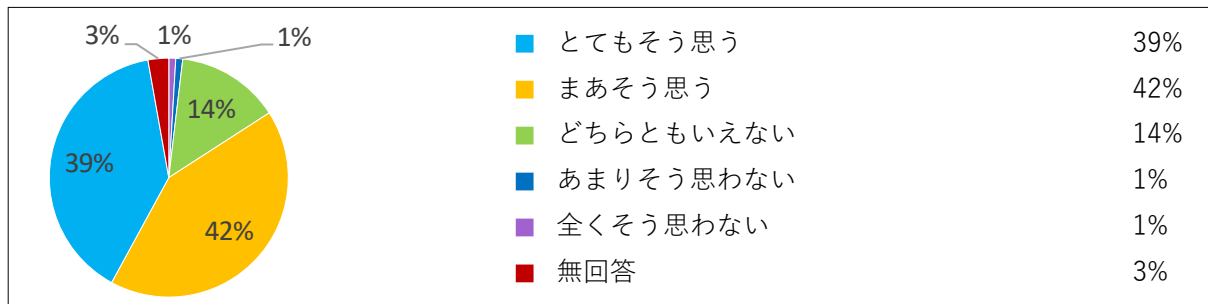 3% 1% 1%
14%
39%
42%
とてもそう思う 39%
まあそう思う 42%
どちらともいえない 14%
あまりそう思わない 1%
全くそう思わない 1%
無回答 3%